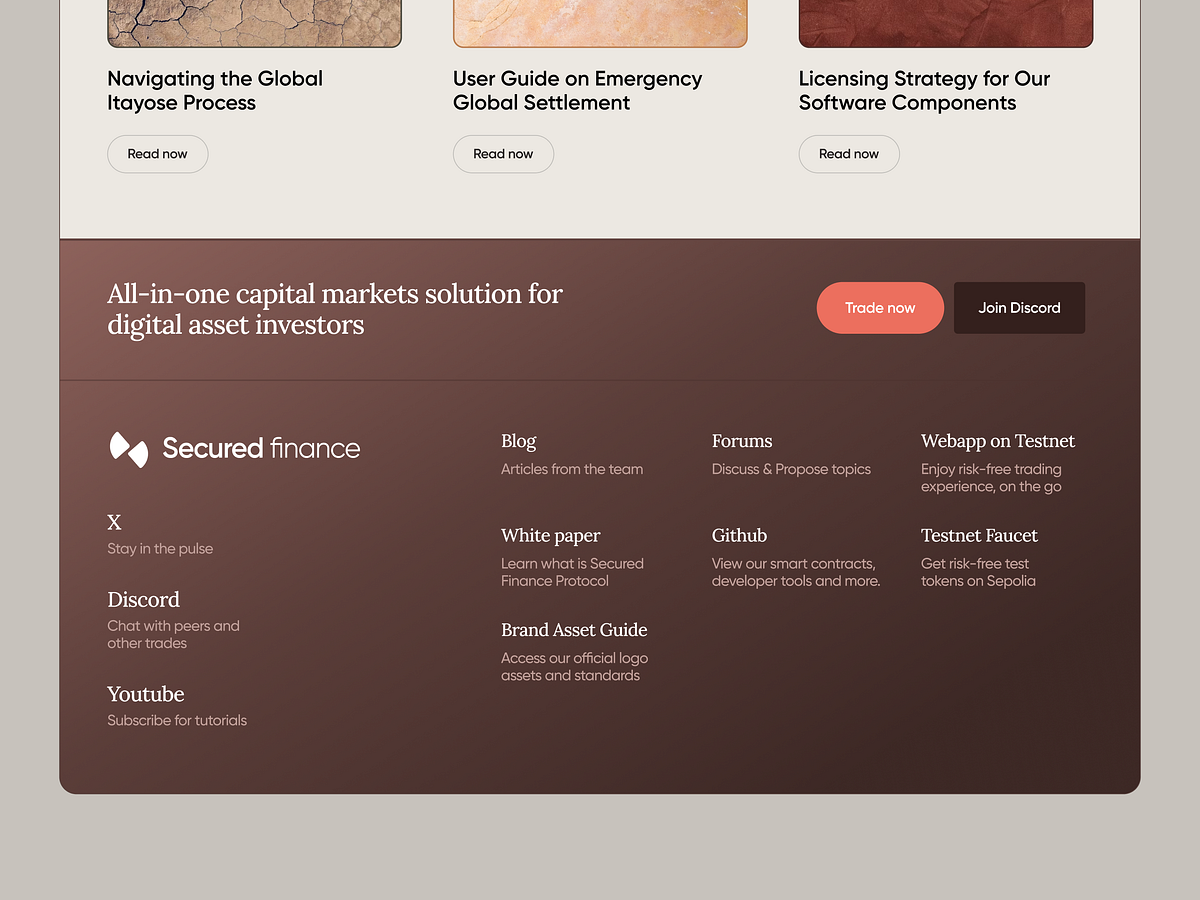 Navigating the Global
Itayose Process
Read now
User Guide on Emergency
Global Settlement
Read now
Licensing Strategy for Our
Software Components
Read now
All-in-one capital markets solution for
digital asset investors
Trade now
Join Discord
Secured finance
X
Stay in the pulse
Discord
Chat with peers and
other trades
Youtube
Subscribe for tutorials
Blog
Articles from the team
White paper
Learn what is Secured
Finance Protocol
Brand Asset Guide
Access our official logo
assets and standards
Forums
Discuss & Propose topics
Github
View our smart contracts,
developer tools and more.
Webapp on Testnet
Enjoy risk-free trading
experience, on the go
Testnet Faucet
Get risk-free test
tokens on Sepolia